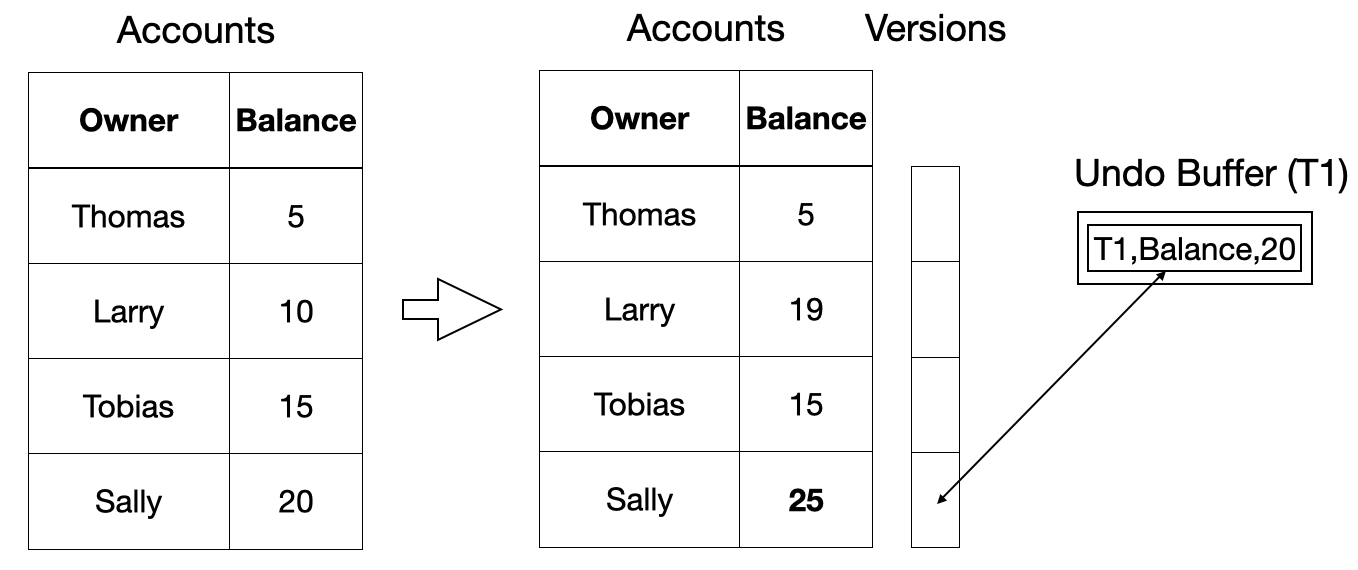 Accounts
Owner Balance
Thomas 5
Larry 10
Tobias 15
Sally 20
Accounts Versions
Owner Balance
Thomas 5
Larry 19
Tobias 15
Sally 25
Undo Buffer (T1)
T1,Balance,20